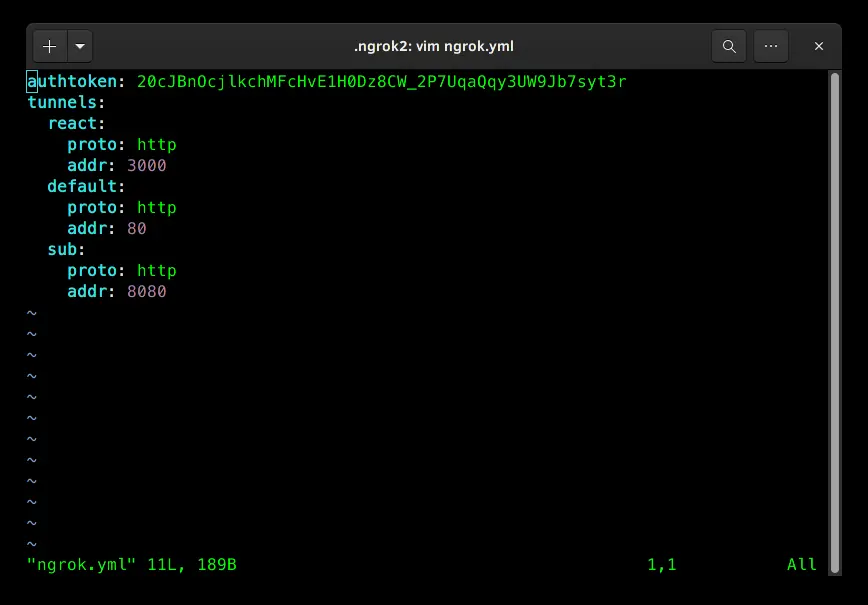 .ngrok2: vim ngrok.yml
authtoken: 20cJBnOcjlkchMFcHvE1H0Dz8CW_2P7UqaQqy3UW9Jb7syt3r
tunnels:
  react:
    proto: http
    addr: 3000
  default:
    proto: http
    addr: 80
  sub:
    proto: http
    addr: 8080
~
~
~
~
~
~
~
~
~
~
~
~
"ngrok.yml" 11L, 189B 1,1 All